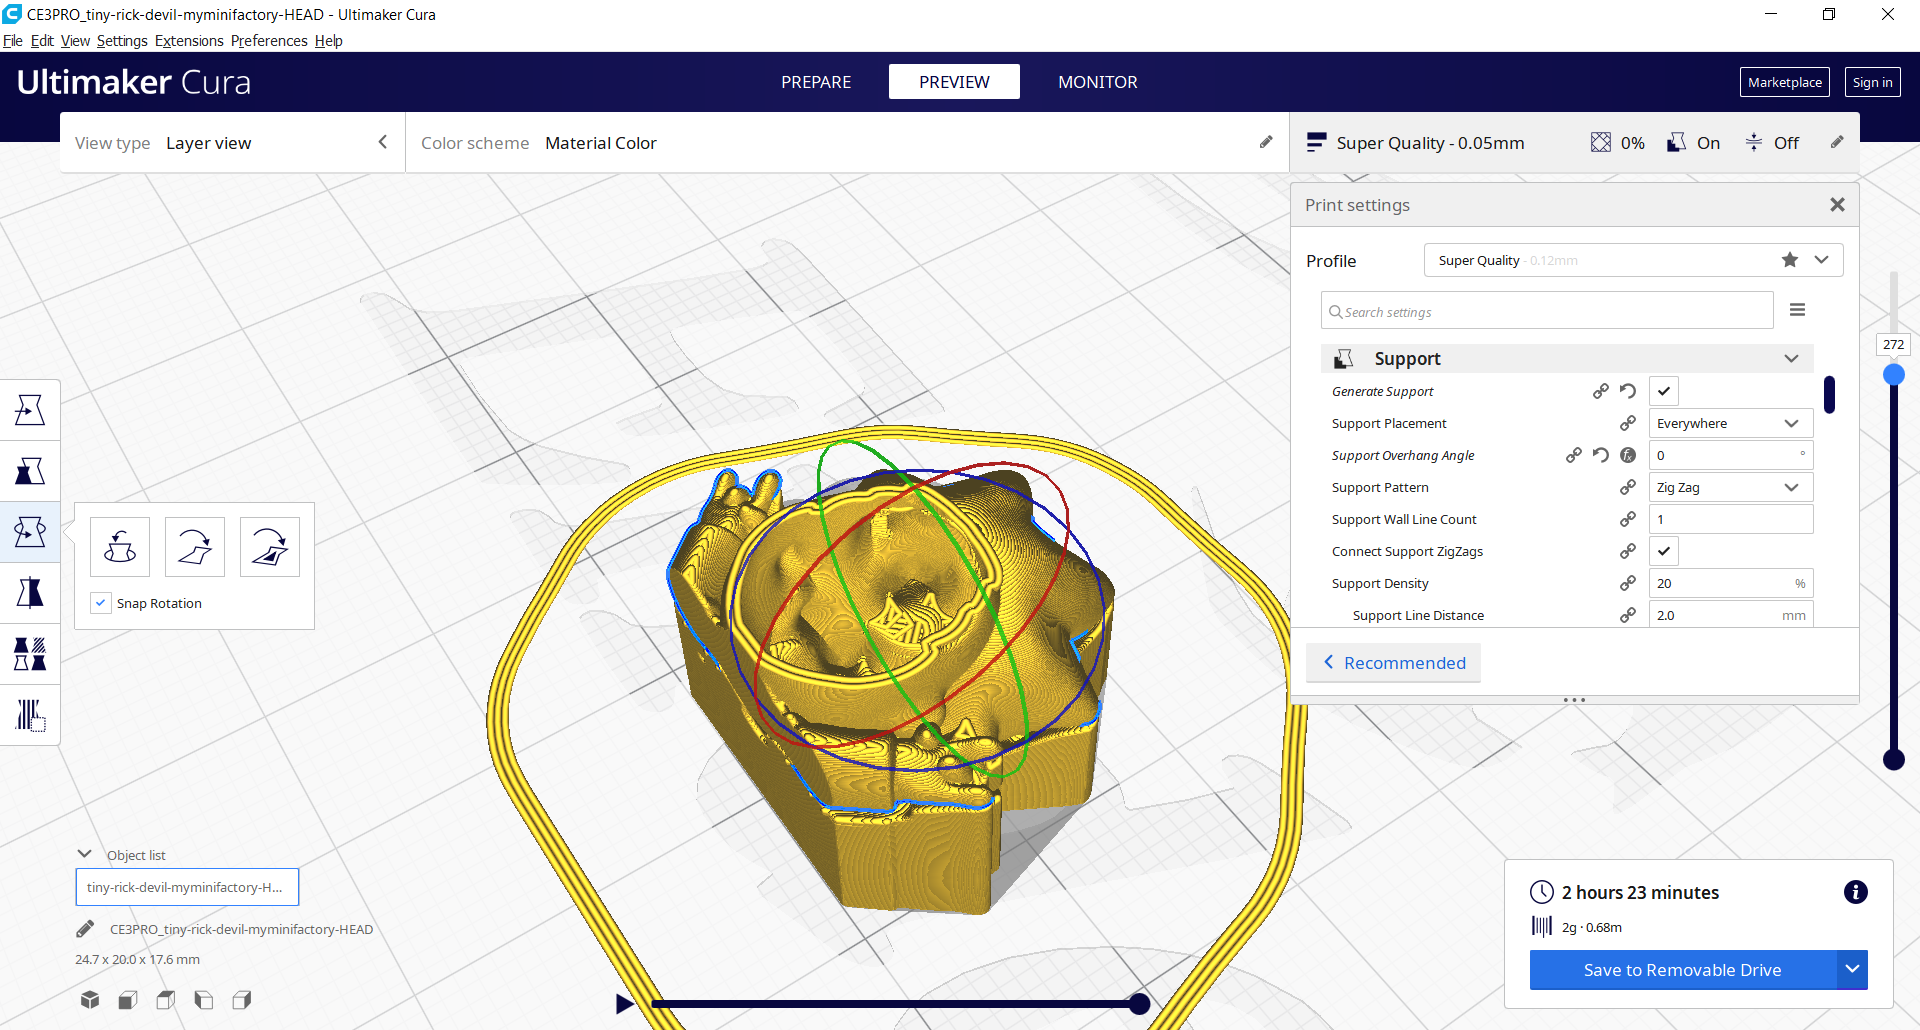 CE3PRO_tiny-rick-devil-myminifactory-HEAD - Ultimaker Cura
File Edit View Settings Extensions Preferences Help
Ultimaker Cura
PREPARE PREVIEW MONITOR
Marketplace Sign in
View type Layer view
Color scheme Material Color
Super Quality - 0.05mm 0% On Off
Print settings
Profile Super Quality - 0.12mm
Search settings
Support
Generate Support
Support Placement Everywhere
Support Overhang Angle 0 °
Support Pattern Zig Zag
Support Wall Line Count 1
Connect Support ZigZags
Support Density 20 %
Support Line Distance 2.0 mm
Recommended
272
Snap Rotation
Object list
tiny-rick-devil-myminifactory-H...
CE3PRO_tiny-rick-devil-myminifactory-HEAD
24.7 x 20.0 x 17.6 mm
2 hours 23 minutes
2g · 0.68m
Save to Removable Drive